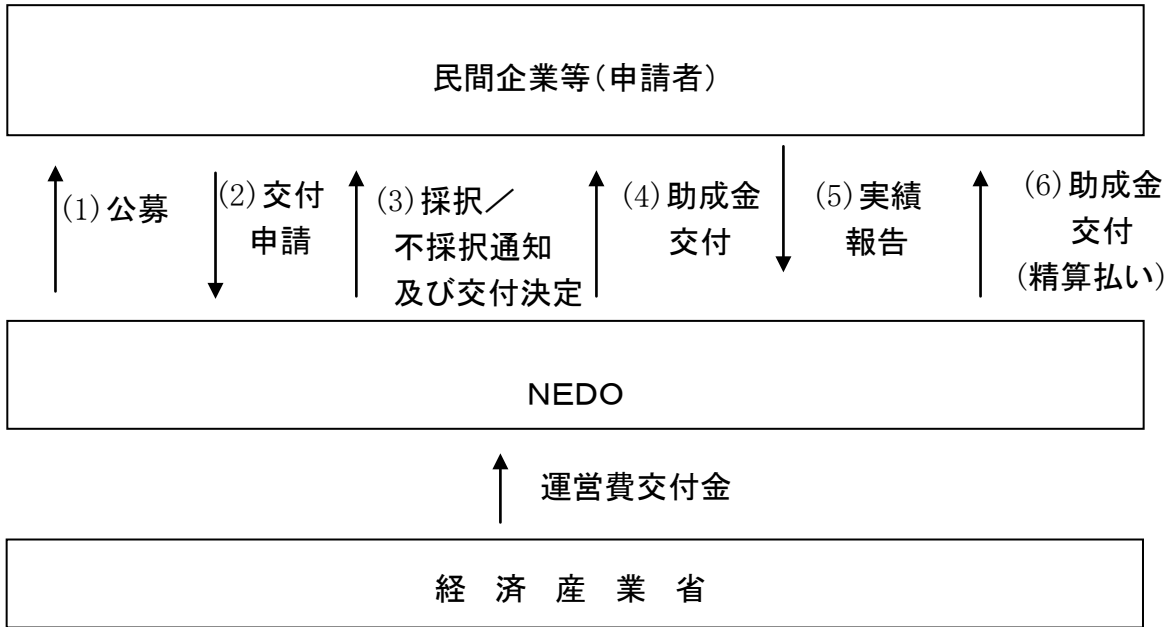 民間企業等(申請者)
(1)公募
(2)交付
申請
(3)採択／
不採択通知
及び交付決定
(4)助成金
交付
(5)実績
報告
(6)助成金
交付
(精算払い)
ＮＥＤＯ
運営費交付金
経　済　産　業　省